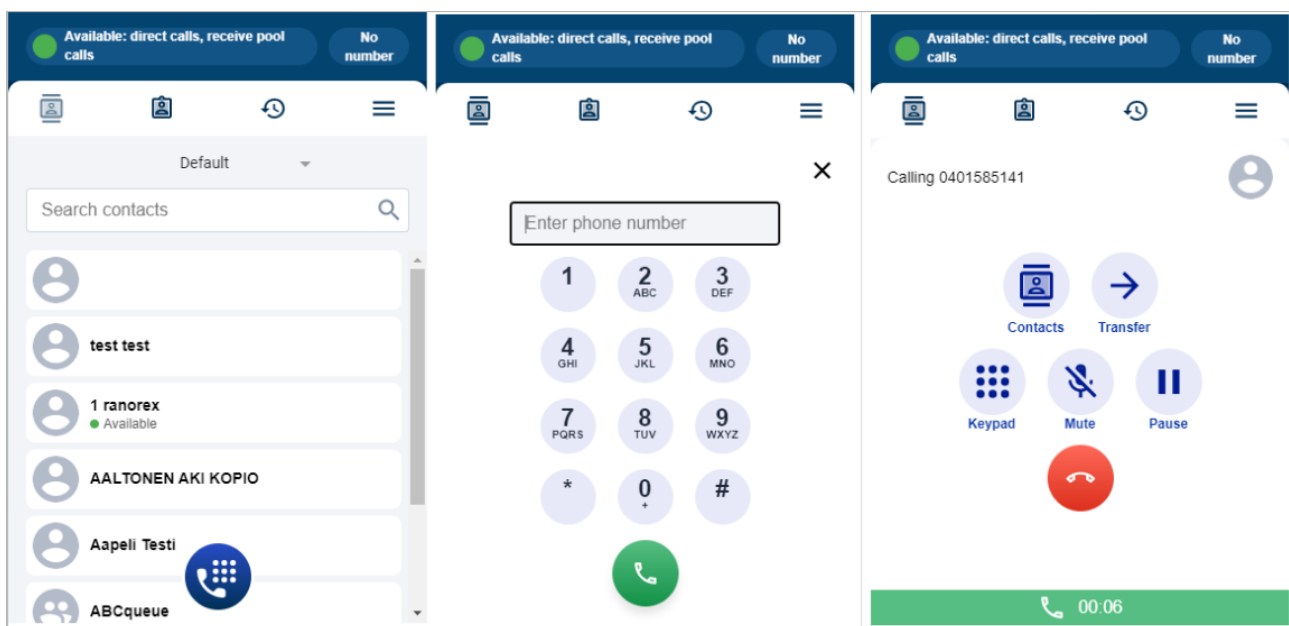 Available: direct calls, receive pool
calls
No
number
Default
Search contacts
test test
1 ranorex
Available
AALTONEN AKI KOPIO
Aapeli Testi
ABCqueue
Available: direct calls, receive pool
calls
No
number
Enter phone number
1
2
ABC
3
DEF
4
GHI
5
JKL
6
MNO
7
PQRS
8
TUV
9
WXYZ
*
0
+
#
Available: direct calls, receive pool
calls
No
number
Calling 0401585141
Contacts
Transfer
Keypad
Mute
Pause
00:06